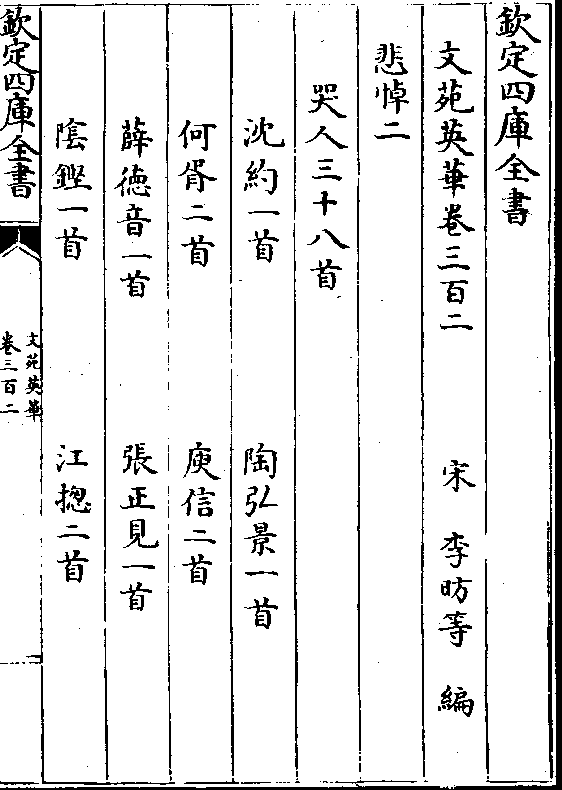 欽定四庫全書
文苑英華卷三百二 宋 李昉等 編
悲悼二
哭人三十八首
沈約一首 陶弘景一首
何胥二首 庾信二首
薛德音一首 張正見一首
陰鏗一首 江揔二首
欽定四庫全書
文苑英華
卷三百二